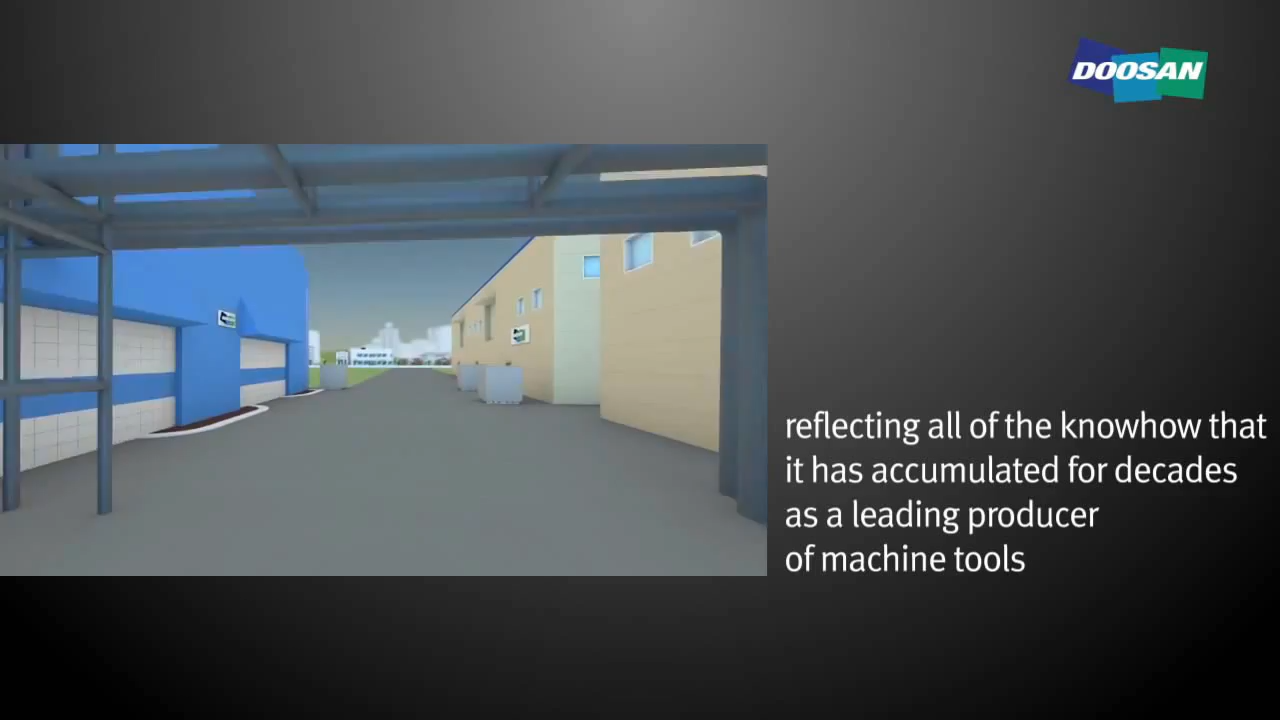 DOOSAN
reflecting all of the knowhow that
it has accumulated for decades
as a leading producer
of machine tools